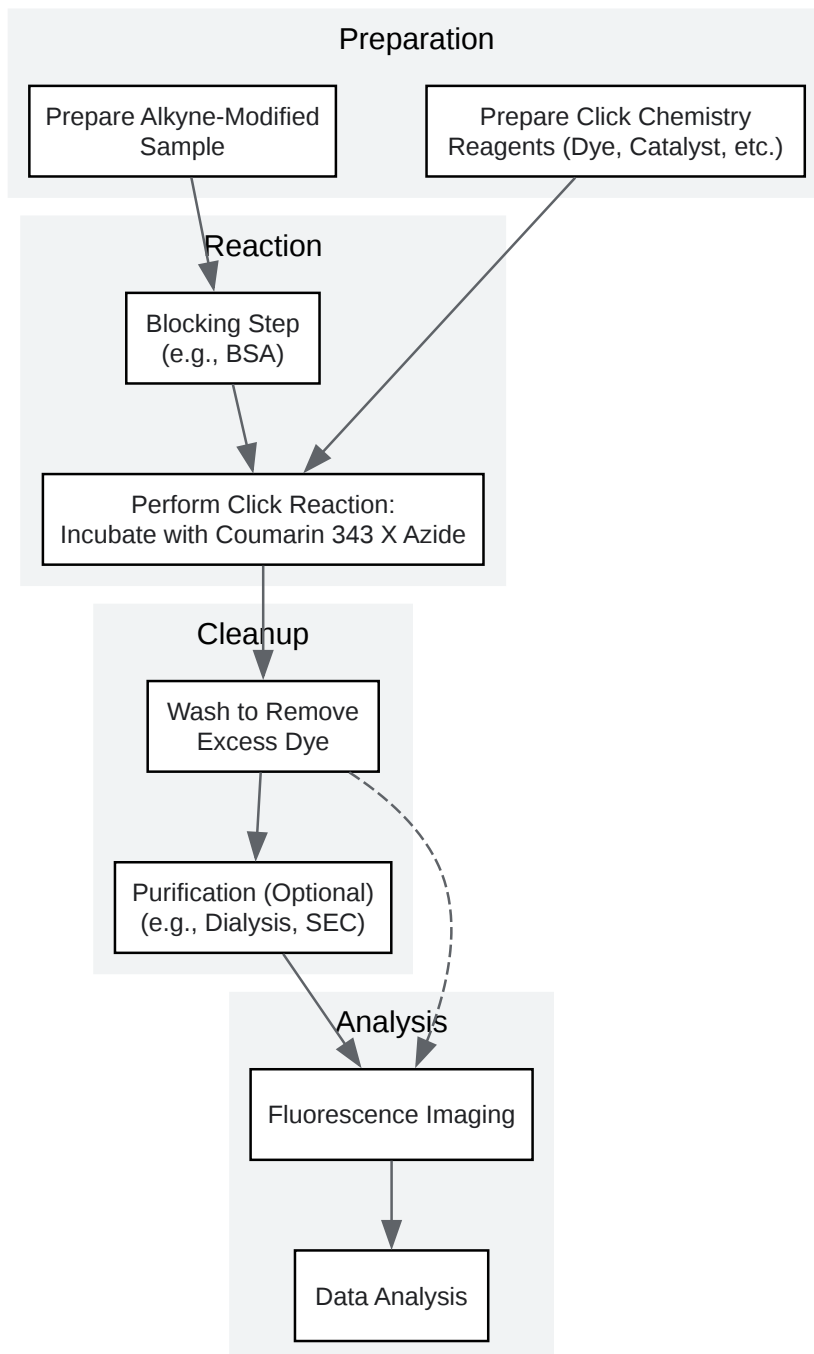 Preparation
Prepare Alkyne-Modified
Sample
Prepare Click Chemistry
Reagents (Dye, Catalyst, etc.)
Reaction
Blocking Step
(e.g., BSA)
Perform Click Reaction:
Incubate with Coumarin 343 X Azide
Cleanup
Wash to Remove
Excess Dye
Purification (Optional)
(e.g., Dialysis, SEC)
Analysis
Fluorescence Imaging
Data Analysis